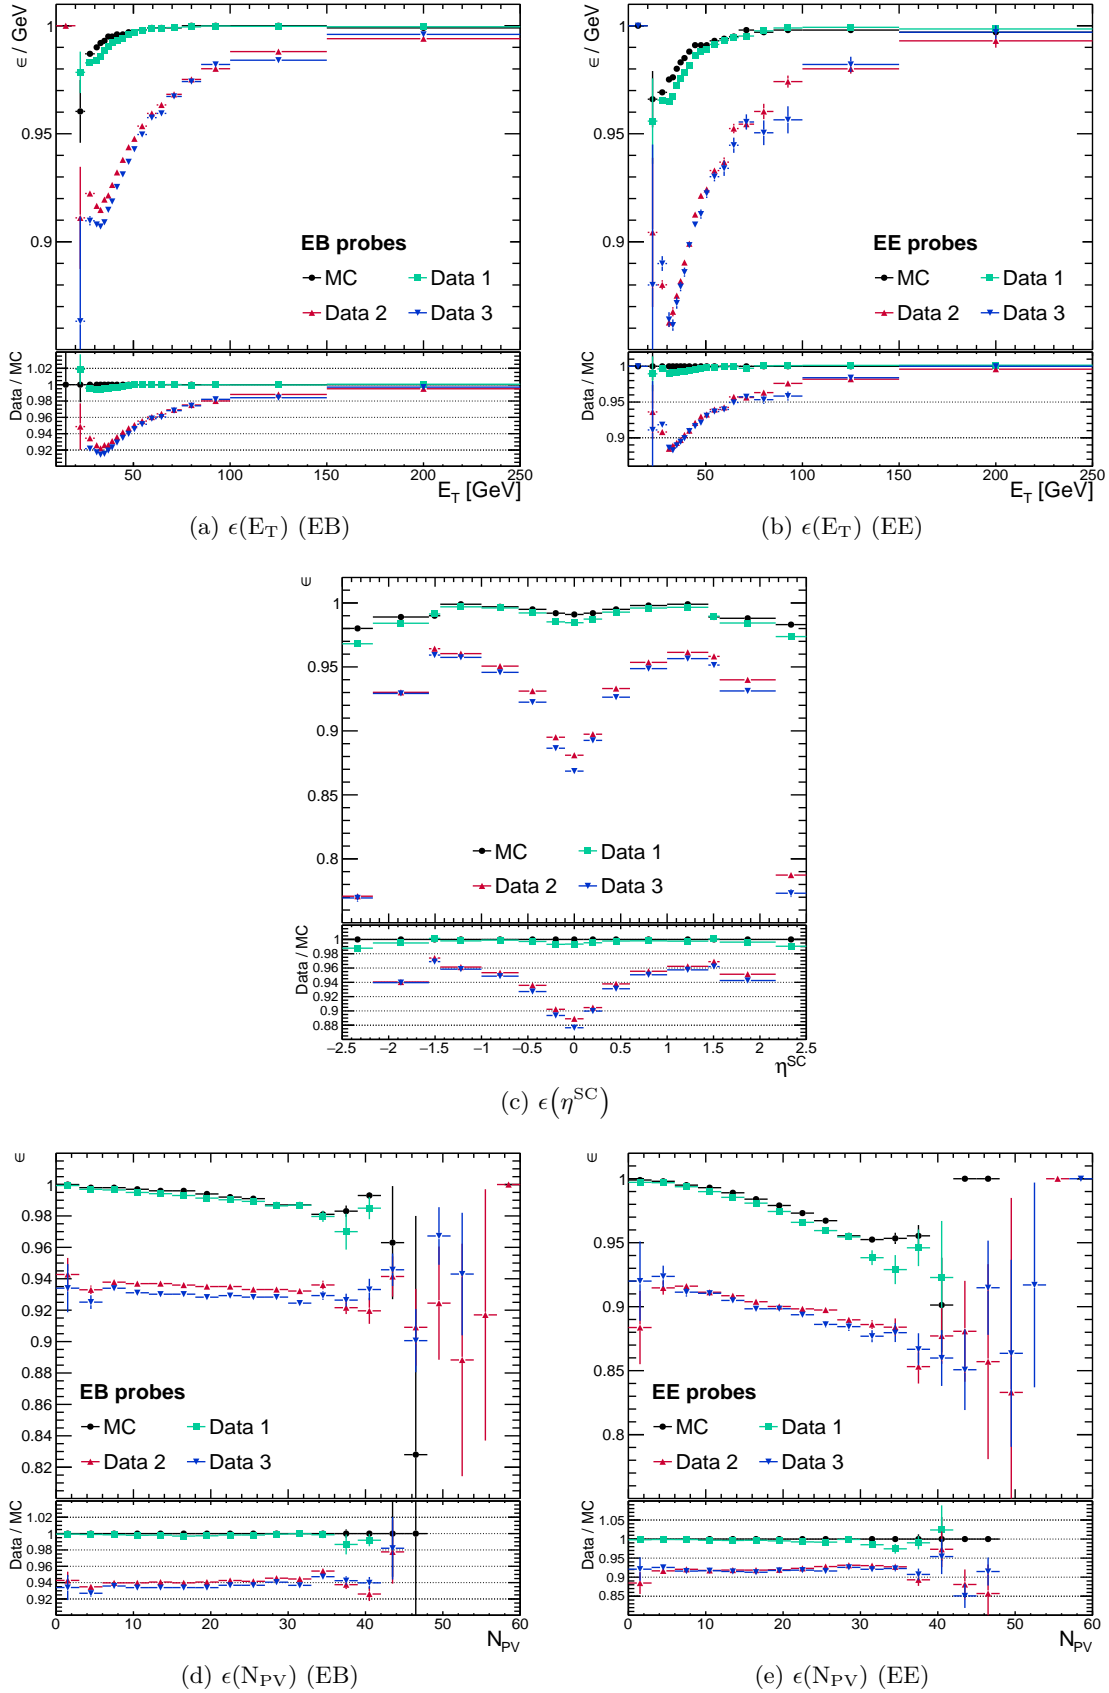 ∈ / GeV
1
0.95
0.9
EB probes
MC
Data 1
Data 2
Data 3
Data / MC
1.02
1
0.98
0.96
0.94
0.92
50 100 150 200 250
E_T [GeV]
(a) ϵ(E_T) (EB)
∈ / GeV
1
0.95
0.9
EE probes
MC
Data 1
Data 2
Data 3
Data / MC
1
0.95
0.9
50 100 150 200 250
E_T [GeV]
(b) ϵ(E_T) (EE)
∈
1
0.95
0.9
0.85
0.8
MC
Data 1
Data 2
Data 3
Data / MC
1
0.98
0.96
0.94
0.92
0.9
0.88
−2.5 −2 −1.5 −1 −0.5 0 0.5 1 1.5 2 2.5
η^SC
(c) ϵ(η^SC)
∈
1
0.98
0.96
0.94
0.92
0.9
0.88
0.86
0.84
0.82
EB probes
MC
Data 1
Data 2
Data 3
Data / MC
1.02
1
0.98
0.96
0.94
0.92
0 10 20 30 40 50 60
N_PV
(d) ϵ(N_PV) (EB)
∈
1
0.95
0.9
0.85
0.8
EE probes
MC
Data 1
Data 2
Data 3
Data / MC
1.05
1
0.95
0.9
0.85
0 10 20 30 40 50 60
N_PV
(e) ϵ(N_PV) (EE)